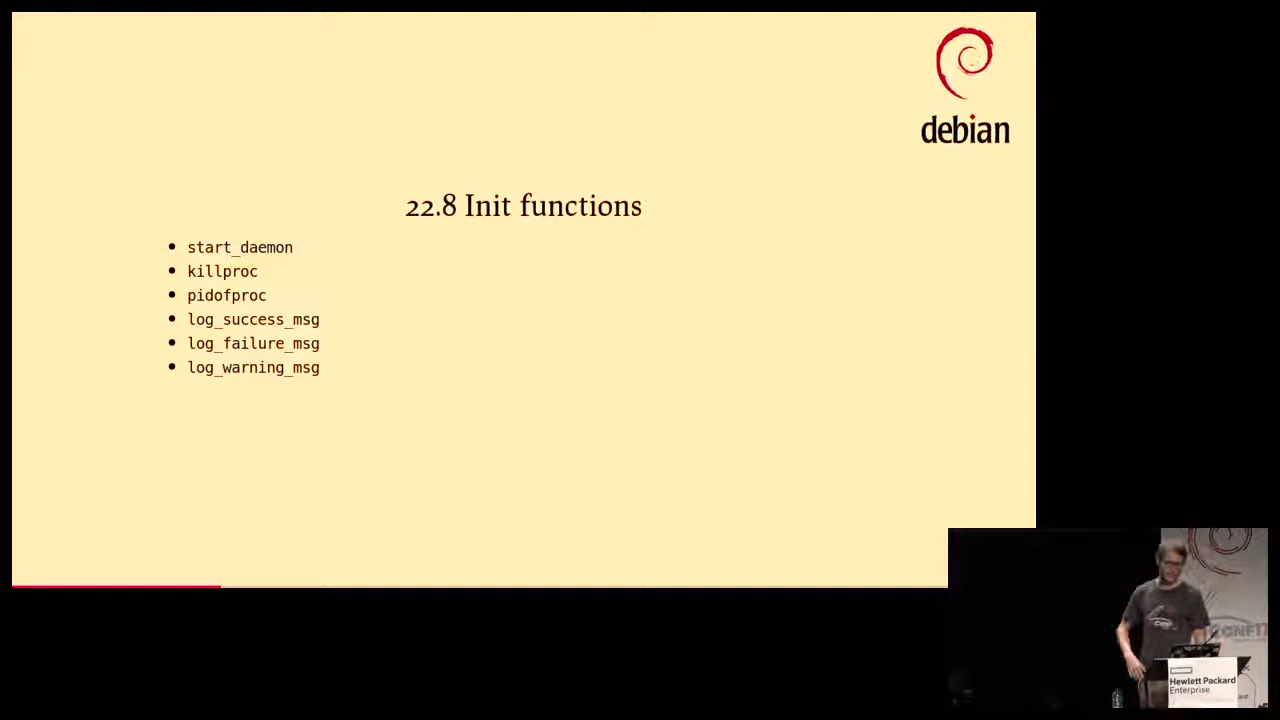 debian
22.8 Init functions
start_daemon
killproc
pidofproc
log_success_msg
log_failure_msg
log_warning_msg
Hewlett Packard
Enterprise